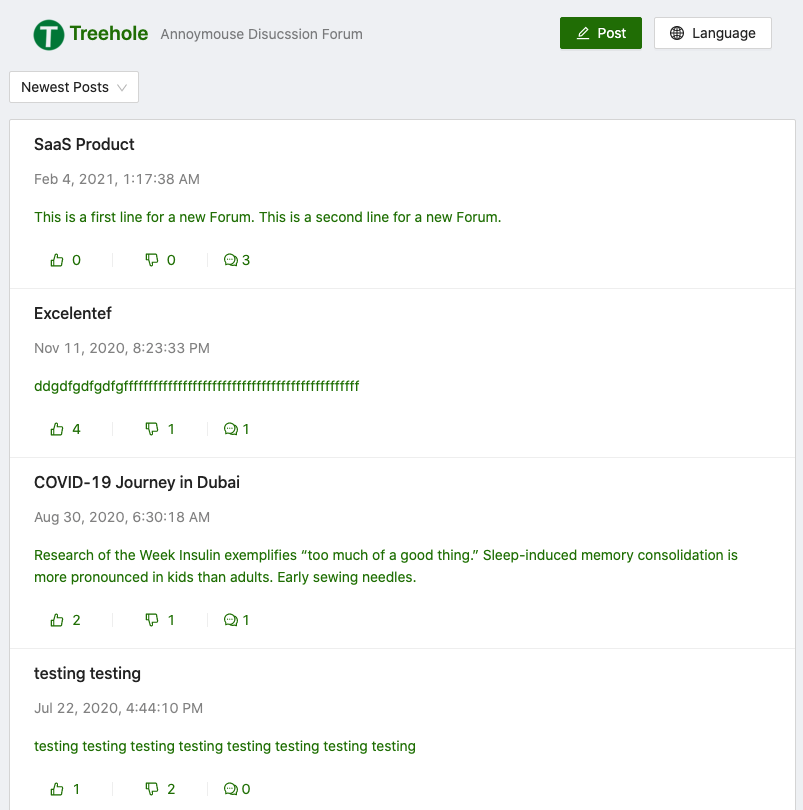 T Treehole Annoymouse Disucssion Forum Post Language
Newest Posts
SaaS Product
Feb 4, 2021, 1:17:38 AM
This is a first line for a new Forum. This is a second line for a new Forum.
0 0 3
Excelentef
Nov 11, 2020, 8:23:33 PM
ddgdfgdfgdfgffffffffffffffffffffffffffffffffffffffffffffffff
4 1 1
COVID-19 Journey in Dubai
Aug 30, 2020, 6:30:18 AM
Research of the Week Insulin exemplifies “too much of a good thing.” Sleep-induced memory consolidation is
more pronounced in kids than adults. Early sewing needles.
2 1 1
testing testing
Jul 22, 2020, 4:44:10 PM
testing testing testing testing testing testing testing testing
1 2 0